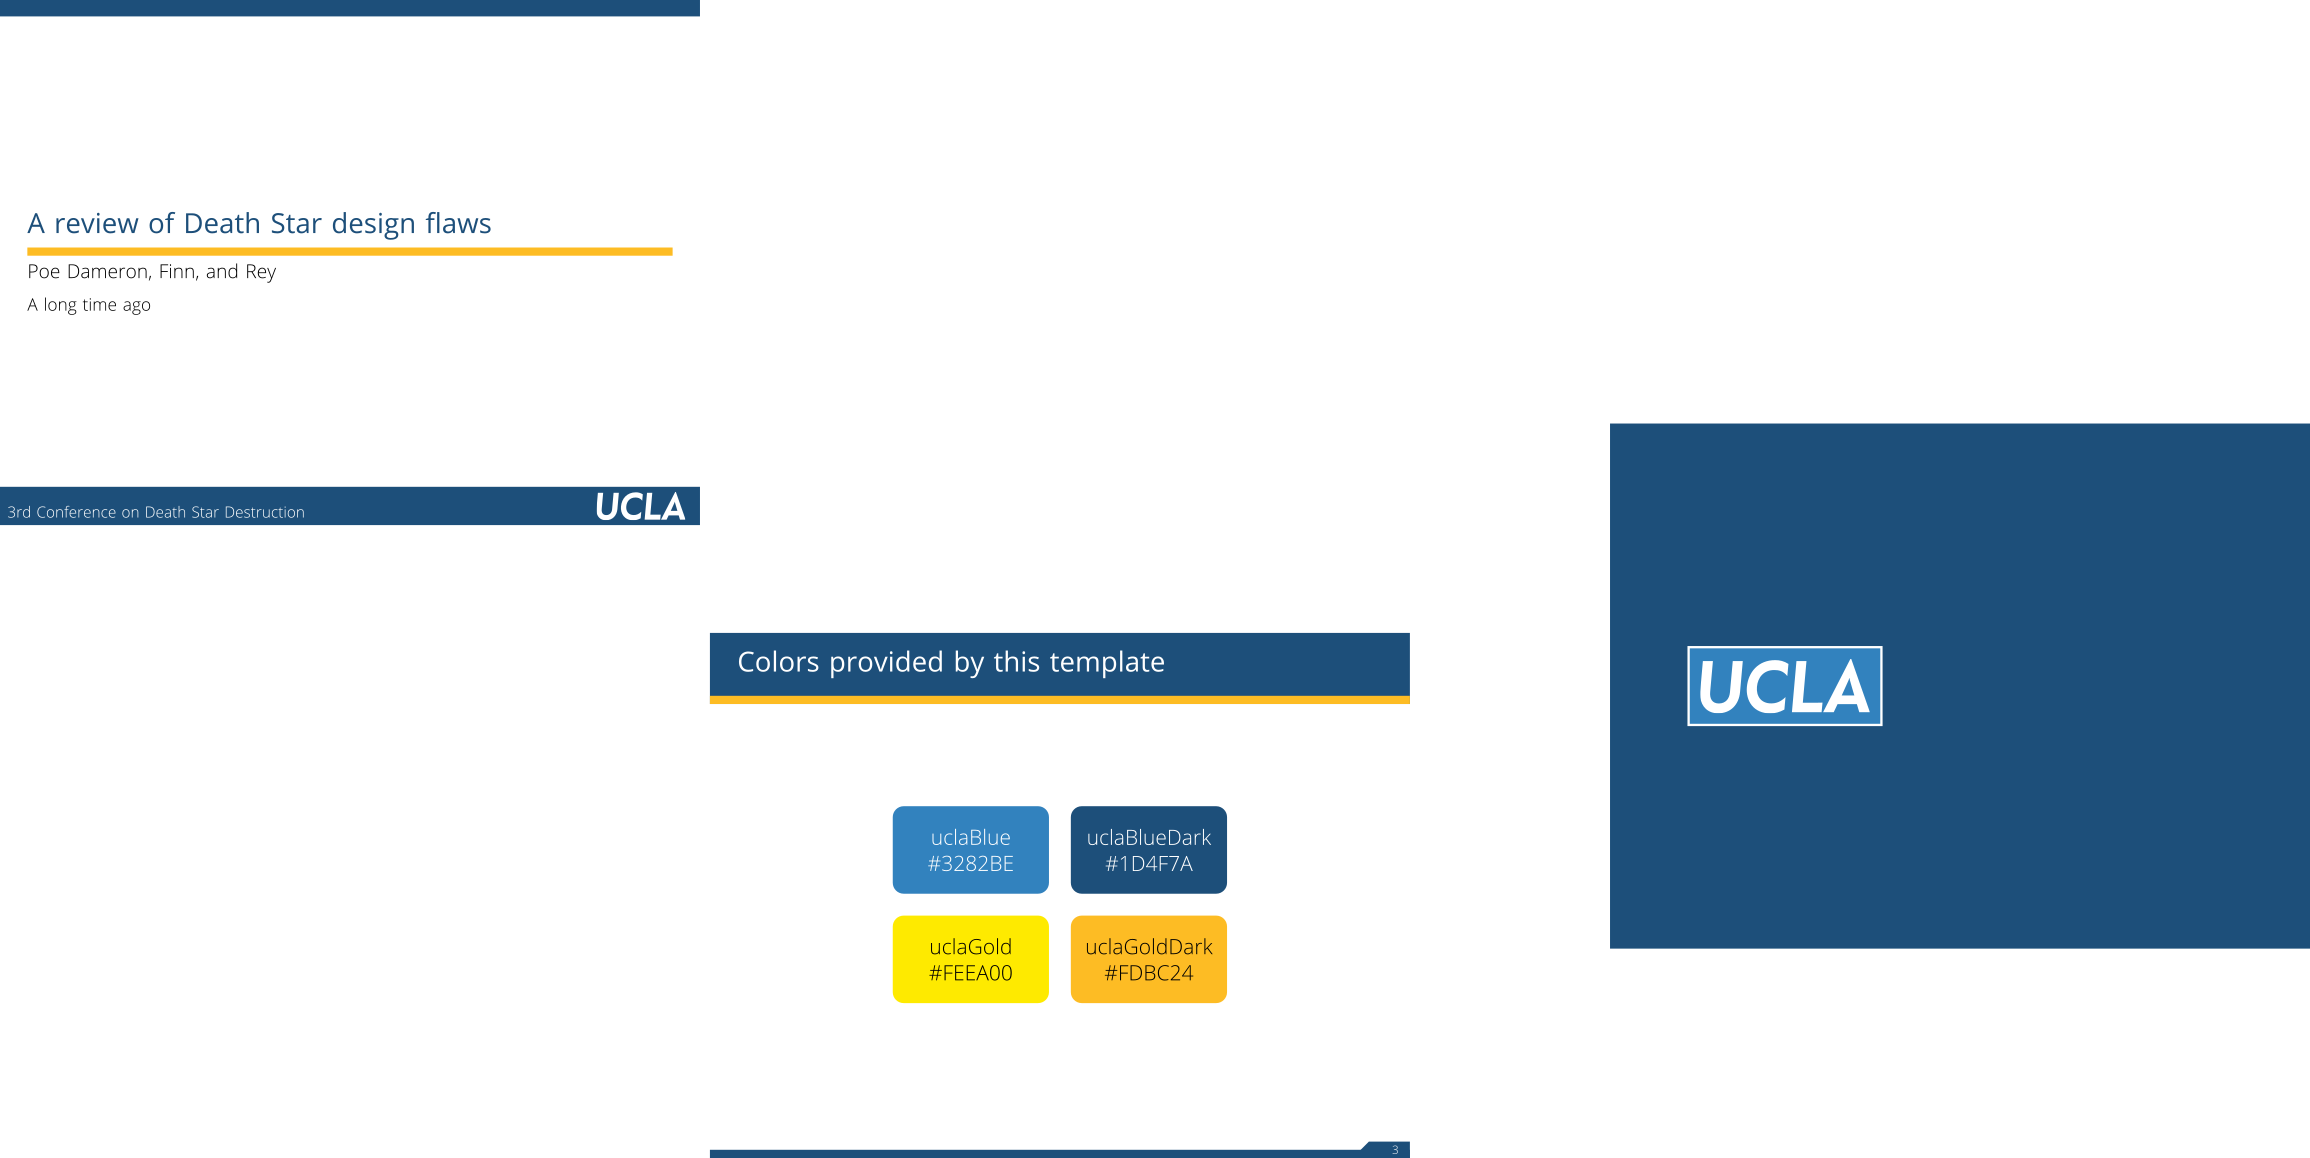 A review of Death Star design flaws
Poe Dameron, Finn, and Rey
A long time ago
3rd Conference on Death Star Destruction
UCLA
Colors provided by this template
uclaBlue
#3282BE
uclaBlueDark
#1D4F7A
uclaGold
#FEEA00
uclaGoldDark
#FDBC24
3
UCLA